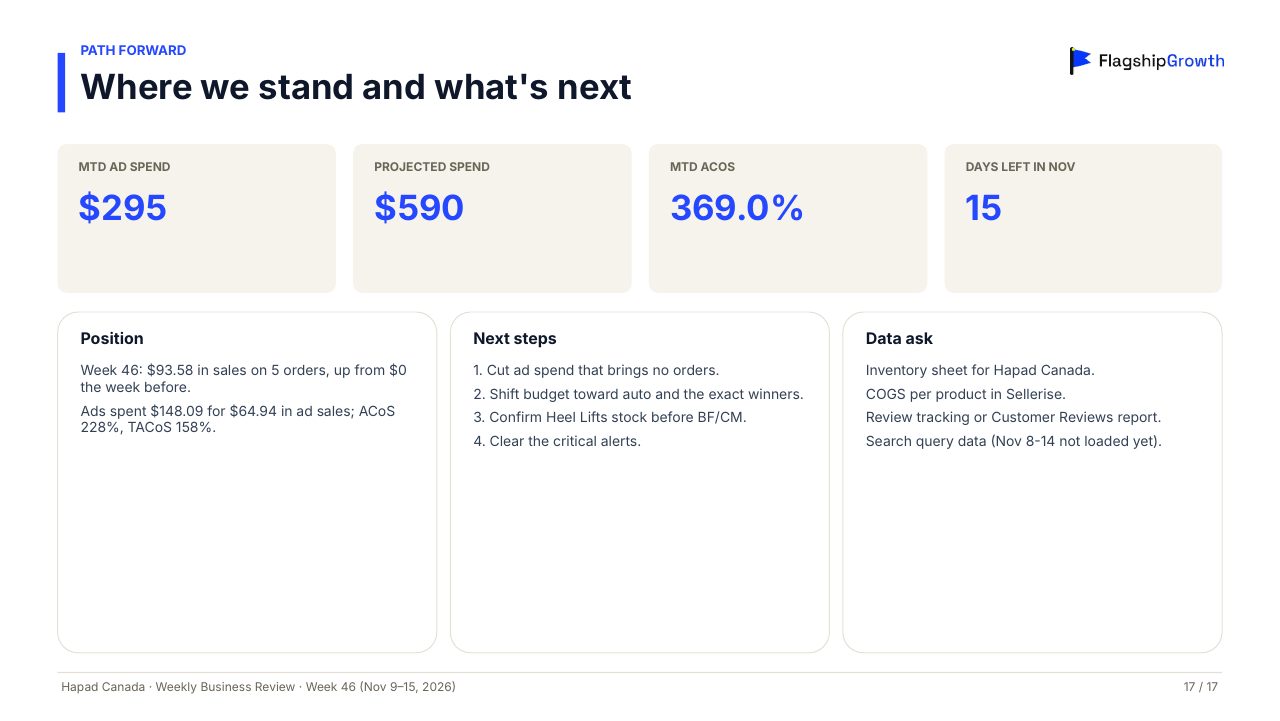 PATH FORWARD
Where we stand and what's next
FlagshipGrowth
MTD AD SPEND
$295
PROJECTED SPEND
$590
MTD ACOS
369.0%
DAYS LEFT IN NOV
15
Position
Week 46: $93.58 in sales on 5 orders, up from $0
the week before.
Ads spent $148.09 for $64.94 in ad sales; ACoS
228%, TACoS 158%.
Next steps
1. Cut ad spend that brings no orders.
2. Shift budget toward auto and the exact winners.
3. Confirm Heel Lifts stock before BF/CM.
4. Clear the critical alerts.
Data ask
Inventory sheet for Hapad Canada.
COGS per product in Sellerise.
Review tracking or Customer Reviews report.
Search query data (Nov 8-14 not loaded yet).
Hapad Canada · Weekly Business Review · Week 46 (Nov 9–15, 2026)
17 / 17